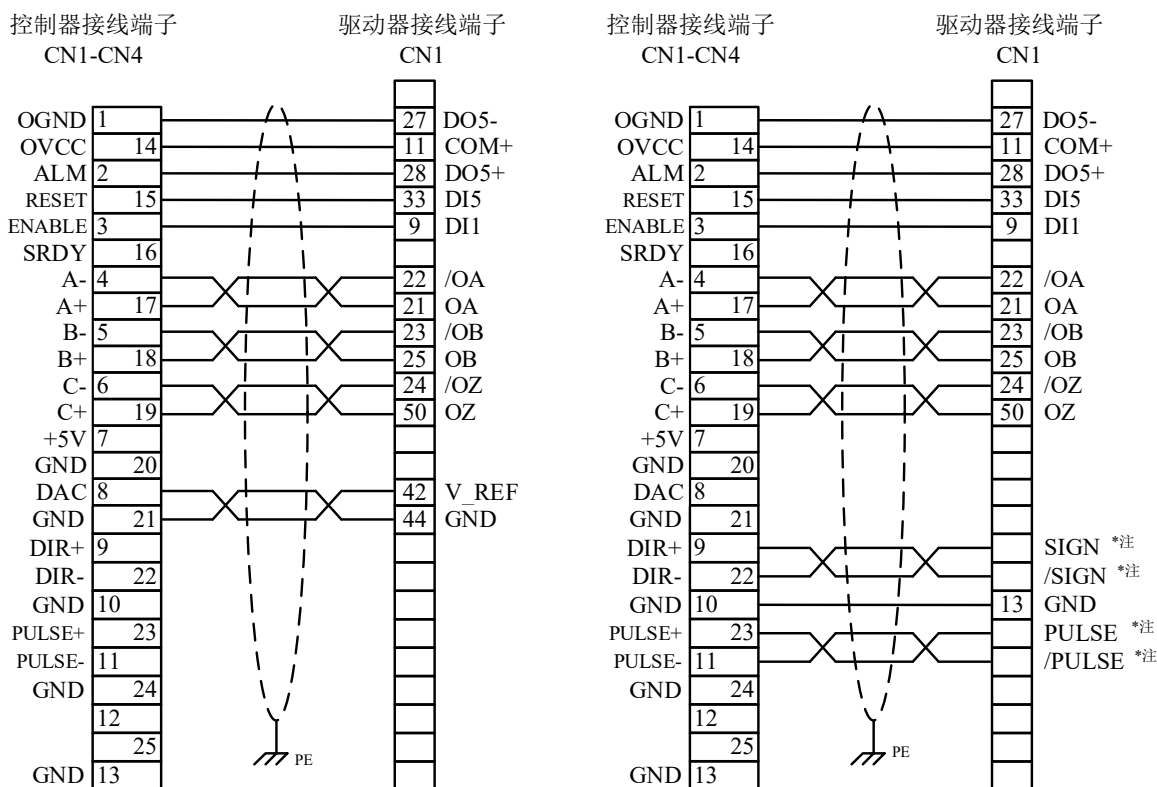 控制器接线端子 驱动器接线端子
CN1-CN4 CN1
OGND 1 27 DO5-
OVCC 14 11 COM+
ALM 2 28 DO5+
RESET 15 33 DI5
ENABLE 3 9 DI1
SRDY 16
A- 4 22 /OA
A+ 17 21 OA
B- 5 23 /OB
B+ 18 25 OB
C- 6 24 /OZ
C+ 19 50 OZ
+5V 7
GND 20
DAC 8 42 V_REF
GND 21 44 GND
DIR+ 9
DIR- 22
GND 10
PULSE+ 23
PULSE- 11
GND 24
12
25 PE
GND 13
控制器接线端子 驱动器接线端子
CN1-CN4 CN1
OGND 1 27 DO5-
OVCC 14 11 COM+
ALM 2 28 DO5+
RESET 15 33 DI5
ENABLE 3 9 DI1
SRDY 16
A- 4 22 /OA
A+ 17 21 OA
B- 5 23 /OB
B+ 18 25 OB
C- 6 24 /OZ
C+ 19 50 OZ
+5V 7
GND 20
DAC 8
GND 21
DIR+ 9 SIGN *注
DIR- 22 /SIGN *注
GND 10 13 GND
PULSE+ 23 PULSE *注
PULSE- 11 /PULSE *注
GND 24
12
25 PE
GND 13